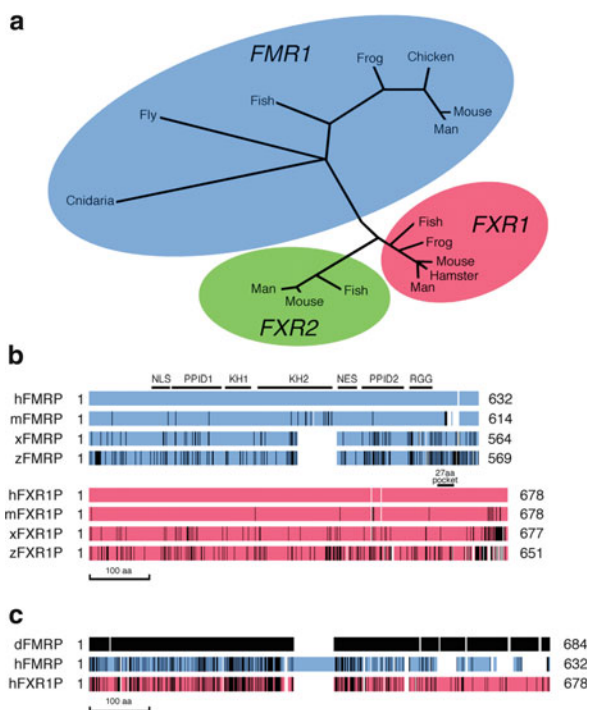 a
FMR1
Frog
Chicken
Fish
Mouse
Man
Fly
Cnidaria
Fish
FXR1
Frog
Mouse
Hamster
Man
Man
Mouse
Fish
FXR2
b
NLS PPID1 KH1 KH2 NES PPID2 RGG
hFMRP 1 632
mFMRP 1 614
xFMRP 1 564
zFMRP 1 569
27aa
pocket
hFXR1P 1 678
mFXR1P 1 678
xFXR1P 1 677
zFXR1P 1 651
100 aa
c
dFMRP 1 684
hFMRP 1 632
hFXR1P 1 678
100 aa